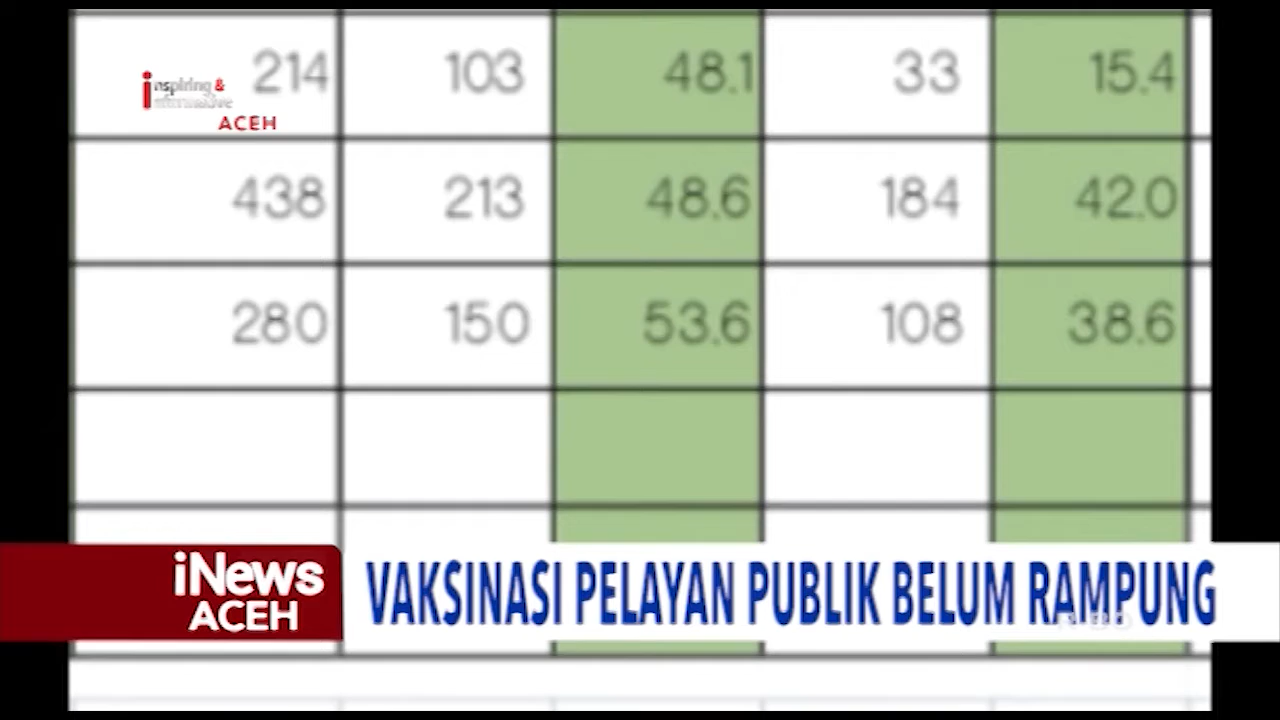 214 103 48.1 33 15.4
inspiring &
informative
ACEH
438 213 48.6 184 42.0
280 150 53.6 108 38.6
iNews
ACEH
VAKSINASI PELAYAN PUBLIK BELUM RAMPUNG